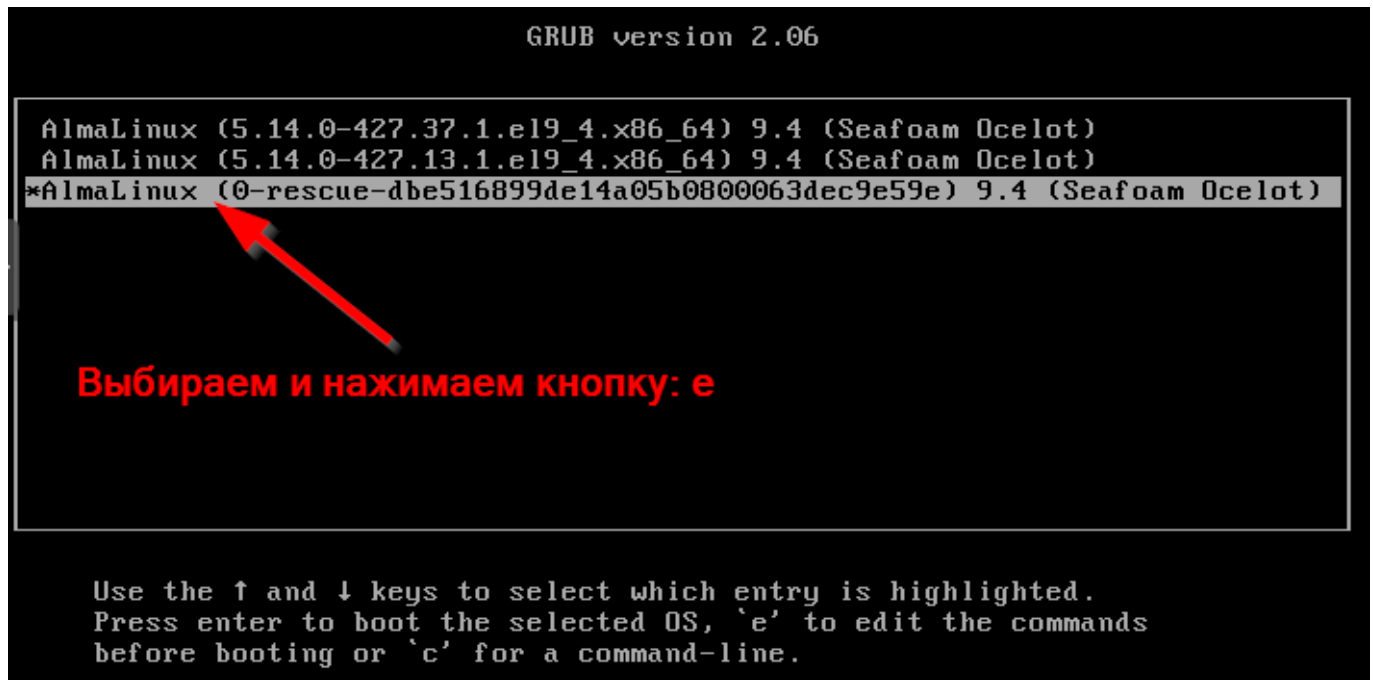 GRUB version 2.06
AlmaLinux (5.14.0-427.37.1.el9_4.x86_64) 9.4 (Seafoam Ocelot)
AlmaLinux (5.14.0-427.13.1.el9_4.x86_64) 9.4 (Seafoam Ocelot)
*AlmaLinux (0-rescue-dbe516899de14a05b0800063dec9e59e) 9.4 (Seafoam Ocelot)
Выбираем и нажимаем кнопку: e
Use the ↑ and ↓ keys to select which entry is highlighted.
Press enter to boot the selected OS, `e' to edit the commands
before booting or `c' for a command-line.